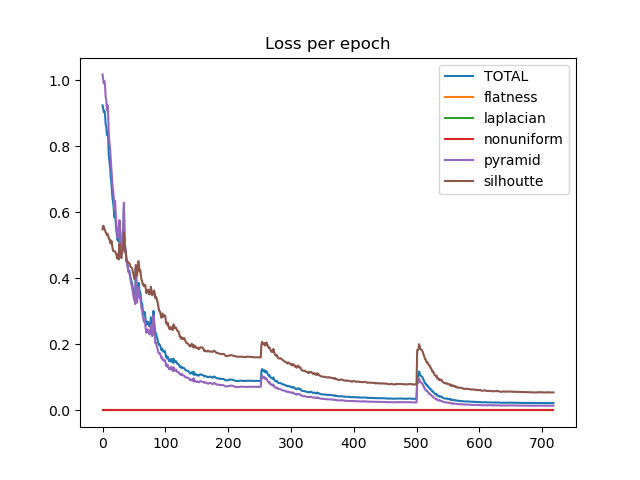 Loss per epoch
1.0
0.8
0.6
0.4
0.2
0.0
0 100 200 300 400 500 600 700
TOTAL
flatness
laplacian
nonuniform
pyramid
silhoutte